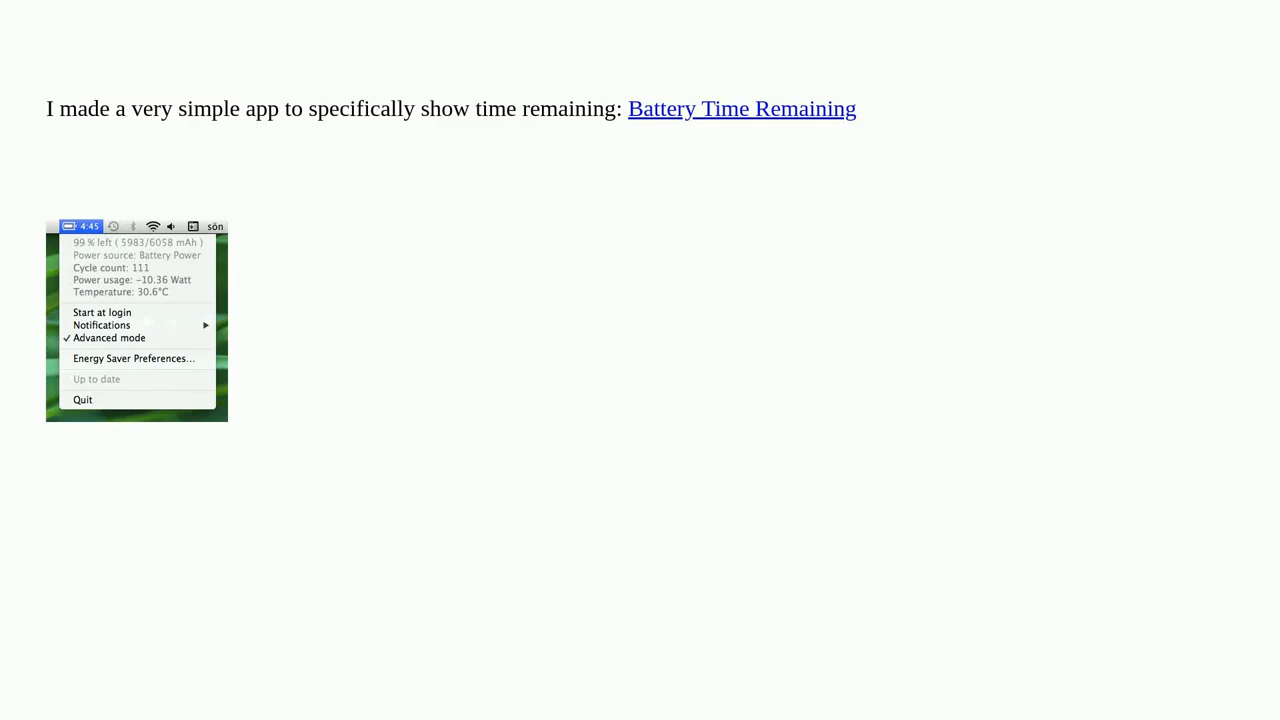 I made a very simple app to specifically show time remaining: Battery Time Remaining
4:45 sön
99 % left ( 5983/6058 mAh )
Power source: Battery Power
Cycle count: 111
Power usage: -10.36 Watt
Temperature: 30.6°C
Start at login
Notifications
Advanced mode
Energy Saver Preferences...
Up to date
Quit